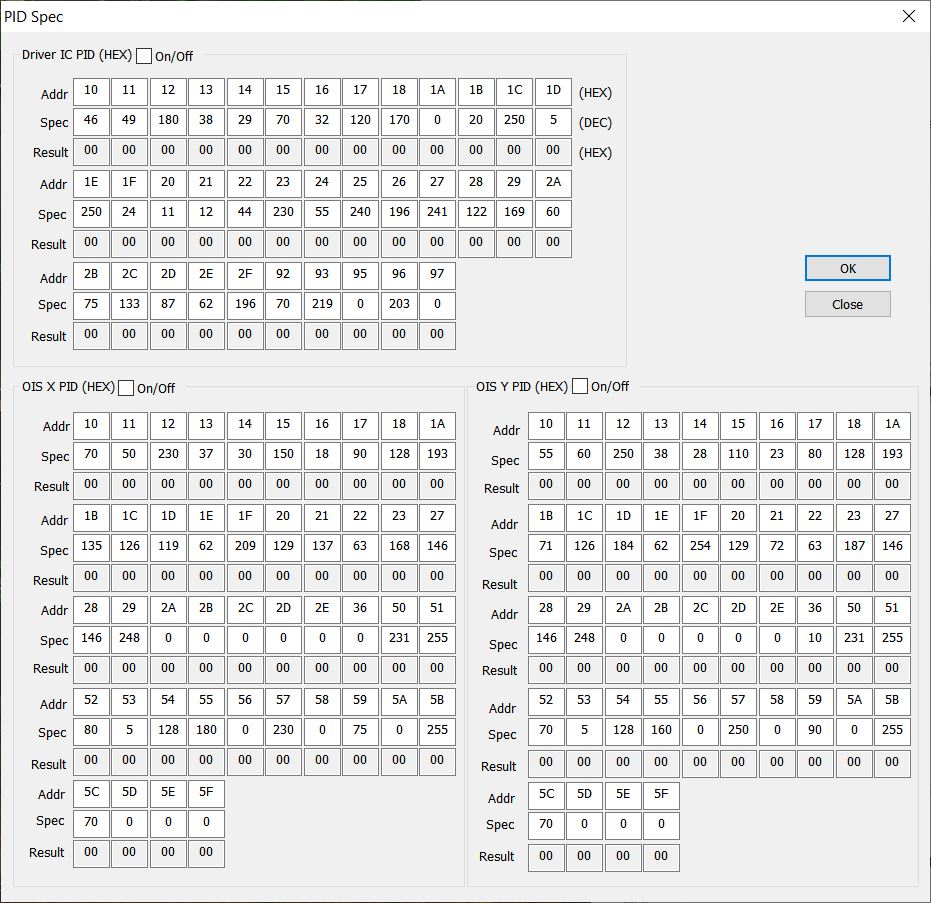 PID Spec
Driver IC PID (HEX) On/Off
Addr 10 11 12 13 14 15 16 17 18 1A 1B 1C 1D (HEX)
Spec 46 49 180 38 29 70 32 120 170 0 20 250 5 (DEC)
Result 00 00 00 00 00 00 00 00 00 00 00 00 00 (HEX)
Addr 1E 1F 20 21 22 23 24 25 26 27 28 29 2A
Spec 250 24 11 12 44 230 55 240 196 241 122 169 60
Result 00 00 00 00 00 00 00 00 00 00 00 00 00
Addr 2B 2C 2D 2E 2F 92 93 95 96 97
Spec 75 133 87 62 196 70 219 0 203 0
Result 00 00 00 00 00 00 00 00 00 00
OK
Close
OIS X PID (HEX) On/Off
Addr 10 11 12 13 14 15 16 17 18 1A
Spec 70 50 230 37 30 150 18 90 128 193
Result 00 00 00 00 00 00 00 00 00 00
Addr 1B 1C 1D 1E 1F 20 21 22 23 27
Spec 135 126 119 62 209 129 137 63 168 146
Result 00 00 00 00 00 00 00 00 00 00
Addr 28 29 2A 2B 2C 2D 2E 36 50 51
Spec 146 248 0 0 0 0 0 0 231 255
Result 00 00 00 00 00 00 00 00 00 00
Addr 52 53 54 55 56 57 58 59 5A 5B
Spec 80 5 128 180 0 230 0 75 0 255
Result 00 00 00 00 00 00 00 00 00 00
Addr 5C 5D 5E 5F
Spec 70 0 0 0
Result 00 00 00 00
OIS Y PID (HEX) On/Off
Addr 10 11 12 13 14 15 16 17 18 1A
Spec 55 60 250 38 28 110 23 80 128 193
Result 00 00 00 00 00 00 00 00 00 00
Addr 1B 1C 1D 1E 1F 20 21 22 23 27
Spec 71 126 184 62 254 129 72 63 187 146
Result 00 00 00 00 00 00 00 00 00 00
Addr 28 29 2A 2B 2C 2D 2E 36 50 51
Spec 146 248 0 0 0 0 0 10 231 255
Result 00 00 00 00 00 00 00 00 00 00
Addr 52 53 54 55 56 57 58 59 5A 5B
Spec 70 5 128 160 0 250 0 90 0 255
Result 00 00 00 00 00 00 00 00 00 00
Addr 5C 5D 5E 5F
Spec 70 0 0 0
Result 00 00 00 00